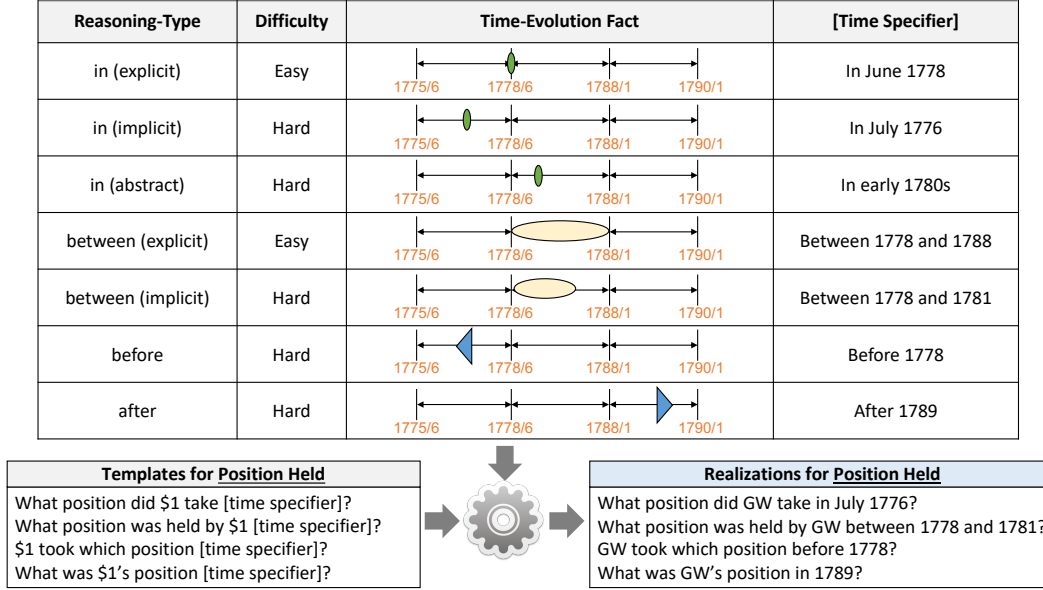 Reasoning-Type Difficulty Time-Evolution Fact [Time Specifier]
in (explicit) Easy 1775/6 1778/6 1788/1 1790/1 In June 1778
in (implicit) Hard 1775/6 1778/6 1788/1 1790/1 In July 1776
in (abstract) Hard 1775/6 1778/6 1788/1 1790/1 In early 1780s
between (explicit) Easy 1775/6 1778/6 1788/1 1790/1 Between 1778 and 1788
between (implicit) Hard 1775/6 1778/6 1788/1 1790/1 Between 1778 and 1781
before Hard 1775/6 1778/6 1788/1 1790/1 Before 1778
after Hard 1775/6 1778/6 1788/1 1790/1 After 1789
Templates for Position Held
What position did $1 take [time specifier]?
What position was held by $1 [time specifier]?
$1 took which position [time specifier]?
What was $1's position [time specifier]?
Realizations for Position Held
What position did GW take in July 1776?
What position was held by GW between 1778 and 1781?
GW took which position before 1778?
What was GW's position in 1789?